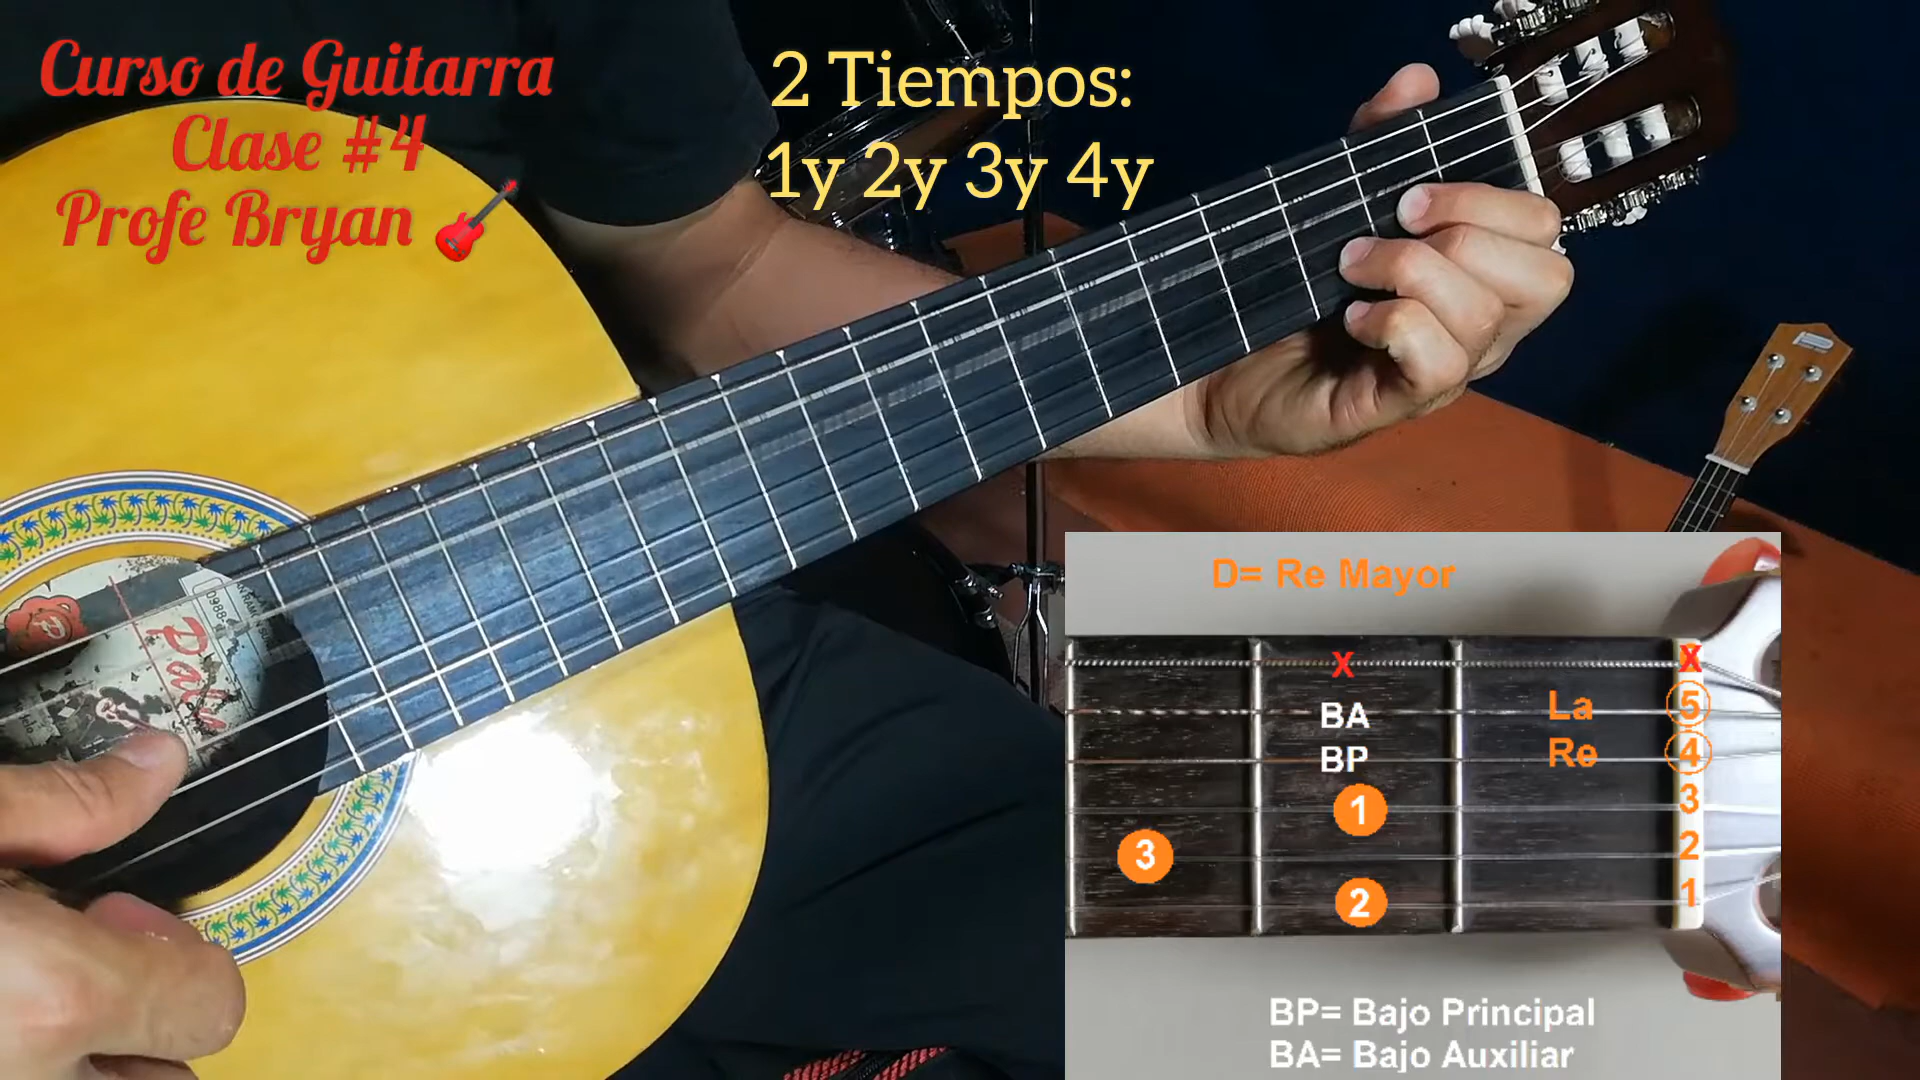 Curso de Guitarra
Clase #4
Profe Bryan
2 Tiempos:
1y 2y 3y 4y
D= Re Mayor
X X
BA La 5
BP Re 4
1 3
3 2
2 1
BP= Bajo Principal
BA= Bajo Auxiliar